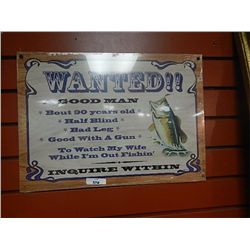 WANTED!!
GOOD MAN
Bout 90 years old
Half Blind
Bad Leg
Good With A Gun
To Watch My Wife
While I'm Out Fishin'
INQUIRE WITHIN